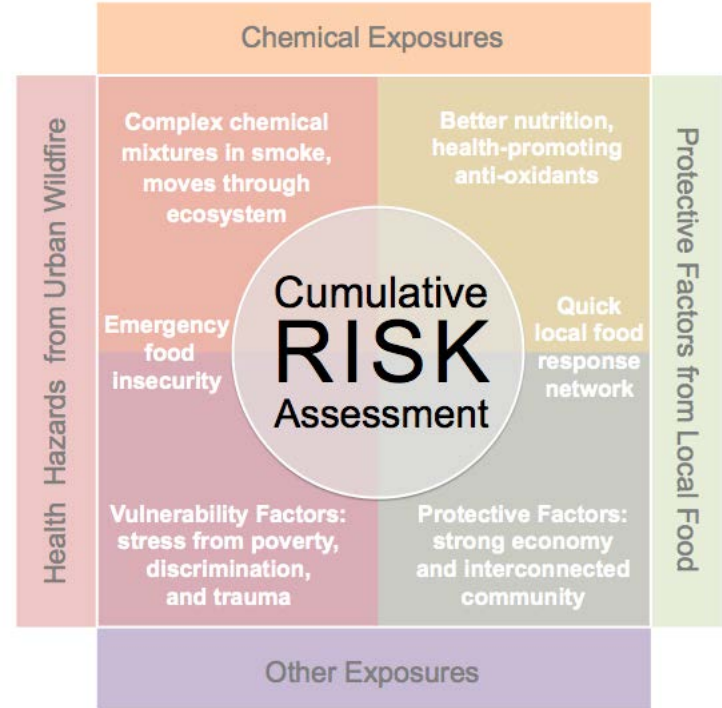 Chemical Exposures
Health Hazards from Urban Wildfire
Complex chemical
mixtures in smoke,
moves through
ecosystem
Better nutrition,
health-promoting
anti-oxidants
Protective Factors from Local Food
Emergency
food
insecurity
Cumulative
RISK
Assessment
Quick
local food
response
network
Vulnerability Factors:
stress from poverty,
discrimination,
and trauma
Protective Factors:
strong economy
and interconnected
community
Other Exposures